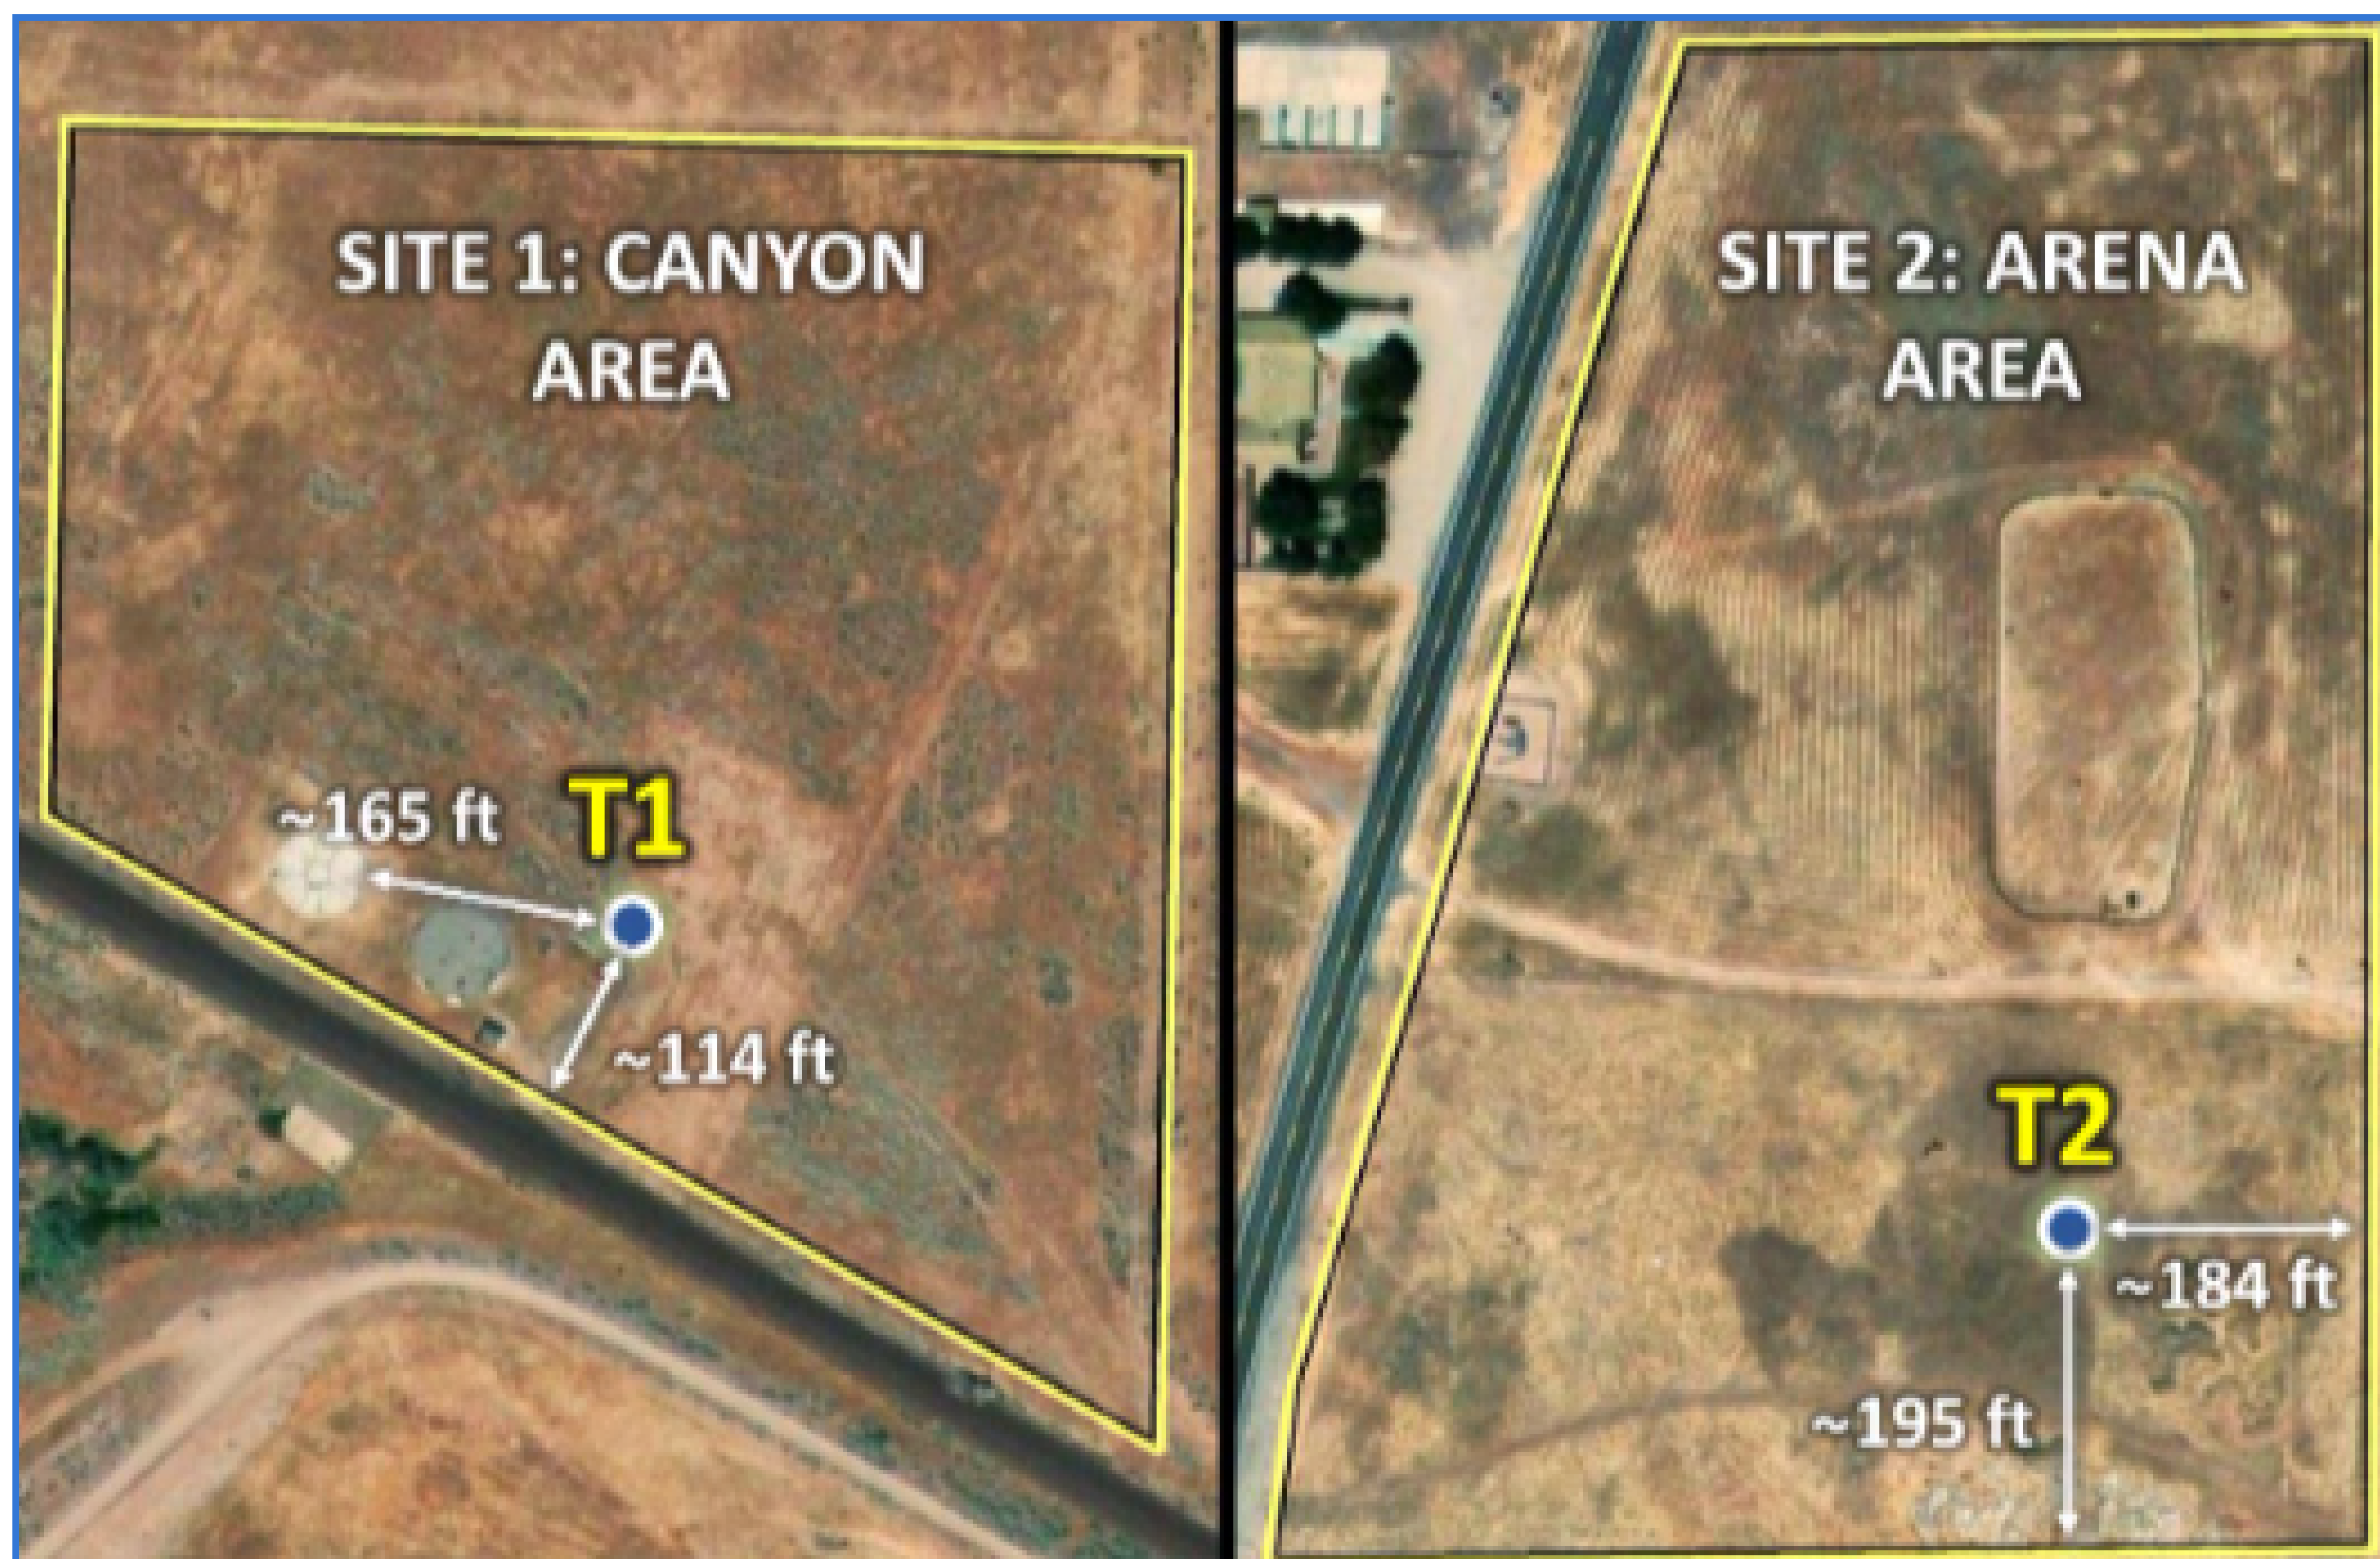 SITE 1: CANYON
AREA
~165 ft
T1
~114 ft
SITE 2: ARENA
AREA
T2
~184 ft
~195 ft